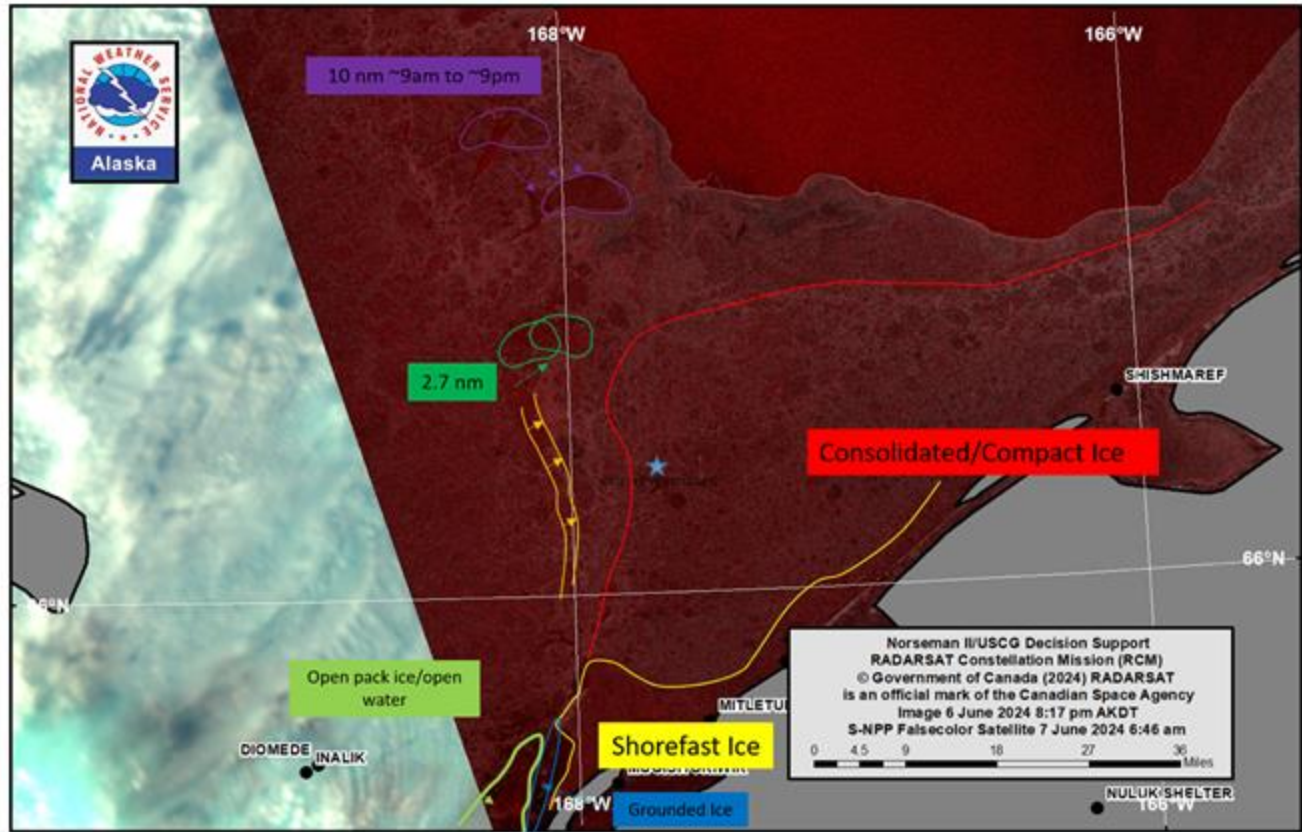 168°W
166°W
NATIONAL WEATHER SERVICE
Alaska
10 nm ~9am to ~9pm
2.7 nm
SHISHMAREF
Consolidated/Compact Ice
66°N
Open pack ice/open
water
DIOMEDE
INALIK
Shorefast Ice
Grounded Ice
168°W
Norseman II/USCG Decision Support
RADARSAT Constellation Mission (RCM)
© Government of Canada (2024) RADARSAT
is an official mark of the Canadian Space Agency
Image 6 June 2024 8:17 pm AKDT
S-NPP Falsecolor Satellite 7 June 2024 6:46 am
0 4.5 9 18 27 36
Miles
NULUK SHELTER
166°W